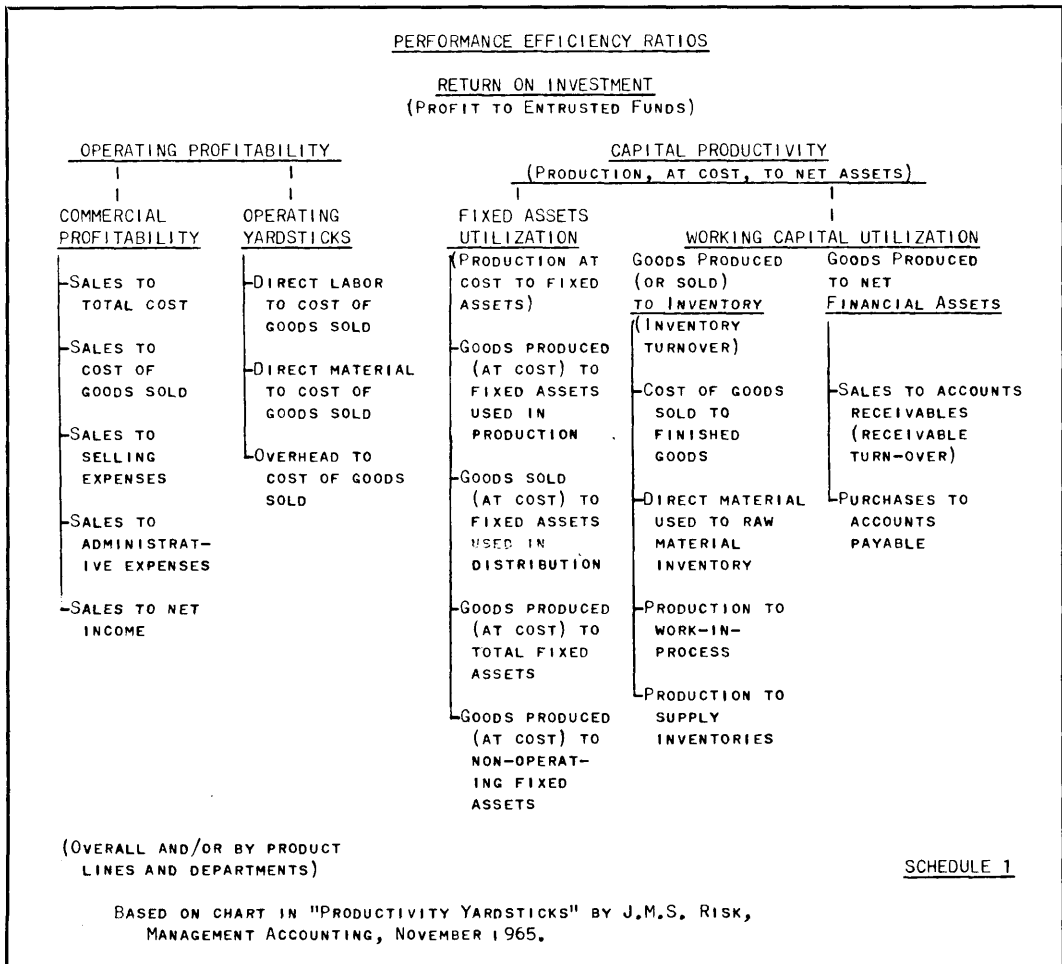 PERFORMANCE EFFICIENCY RATIOS
RETURN ON INVESTMENT
(PROFIT TO ENTRUSTED FUNDS)
OPERATING PROFITABILITY
COMMERCIAL
PROFITABILITY
SALES TO
TOTAL COST
SALES TO
COST OF
GOODS SOLD
SALES TO
SELLING
EXPENSES
SALES TO
ADMINISTRAT-
IVE EXPENSES
SALES TO NET
INCOME
OPERATING
YARDSTICKS
DIRECT LABOR
TO COST OF
GOODS SOLD
DIRECT MATERIAL
TO COST OF
GOODS SOLD
OVERHEAD TO
COST OF GOODS
SOLD
CAPITAL PRODUCTIVITY
(PRODUCTION, AT COST, TO NET ASSETS)
FIXED ASSETS
UTILIZATION
(PRODUCTION AT
COST TO FIXED
ASSETS)
GOODS PRODUCED
(AT COST) TO
FIXED ASSETS
USED IN
PRODUCTION
GOODS SOLD
(AT COST) TO
FIXED ASSETS
USED IN
DISTRIBUTION
GOODS PRODUCED
(AT COST) TO
TOTAL FIXED
ASSETS
GOODS PRODUCED
(AT COST) TO
NON-OPERAT-
ING FIXED
ASSETS
WORKING CAPITAL UTILIZATION
GOODS PRODUCED
(OR SOLD)
TO INVENTORY
(INVENTORY
TURNOVER)
COST OF GOODS
SOLD TO
FINISHED
GOODS
DIRECT MATERIAL
USED TO RAW
MATERIAL
INVENTORY
PRODUCTION TO
WORK-IN-
PROCESS
PRODUCTION TO
SUPPLY
INVENTORIES
GOODS PRODUCED
TO NET
FINANCIAL ASSETS
SALES TO ACCOUNTS
RECEIVABLES
(RECEIVABLE
TURN-OVER)
PURCHASES TO
ACCOUNTS
PAYABLE
(OVERALL AND/OR BY PRODUCT
LINES AND DEPARTMENTS)
SCHEDULE 1
BASED ON CHART IN "PRODUCTIVITY YARDSTICKS" BY J.M.S. RISK,
MANAGEMENT ACCOUNTING, NOVEMBER 1965.